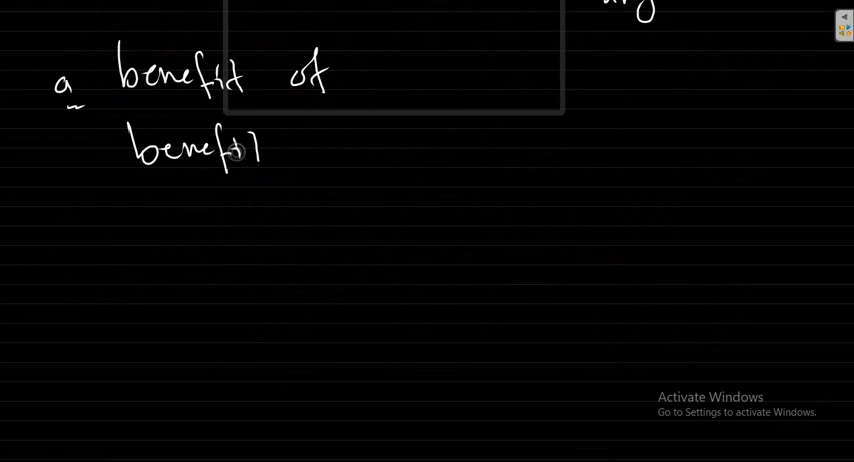 a benefit of
benefit
Activate Windows
Go to Settings to activate Windows.